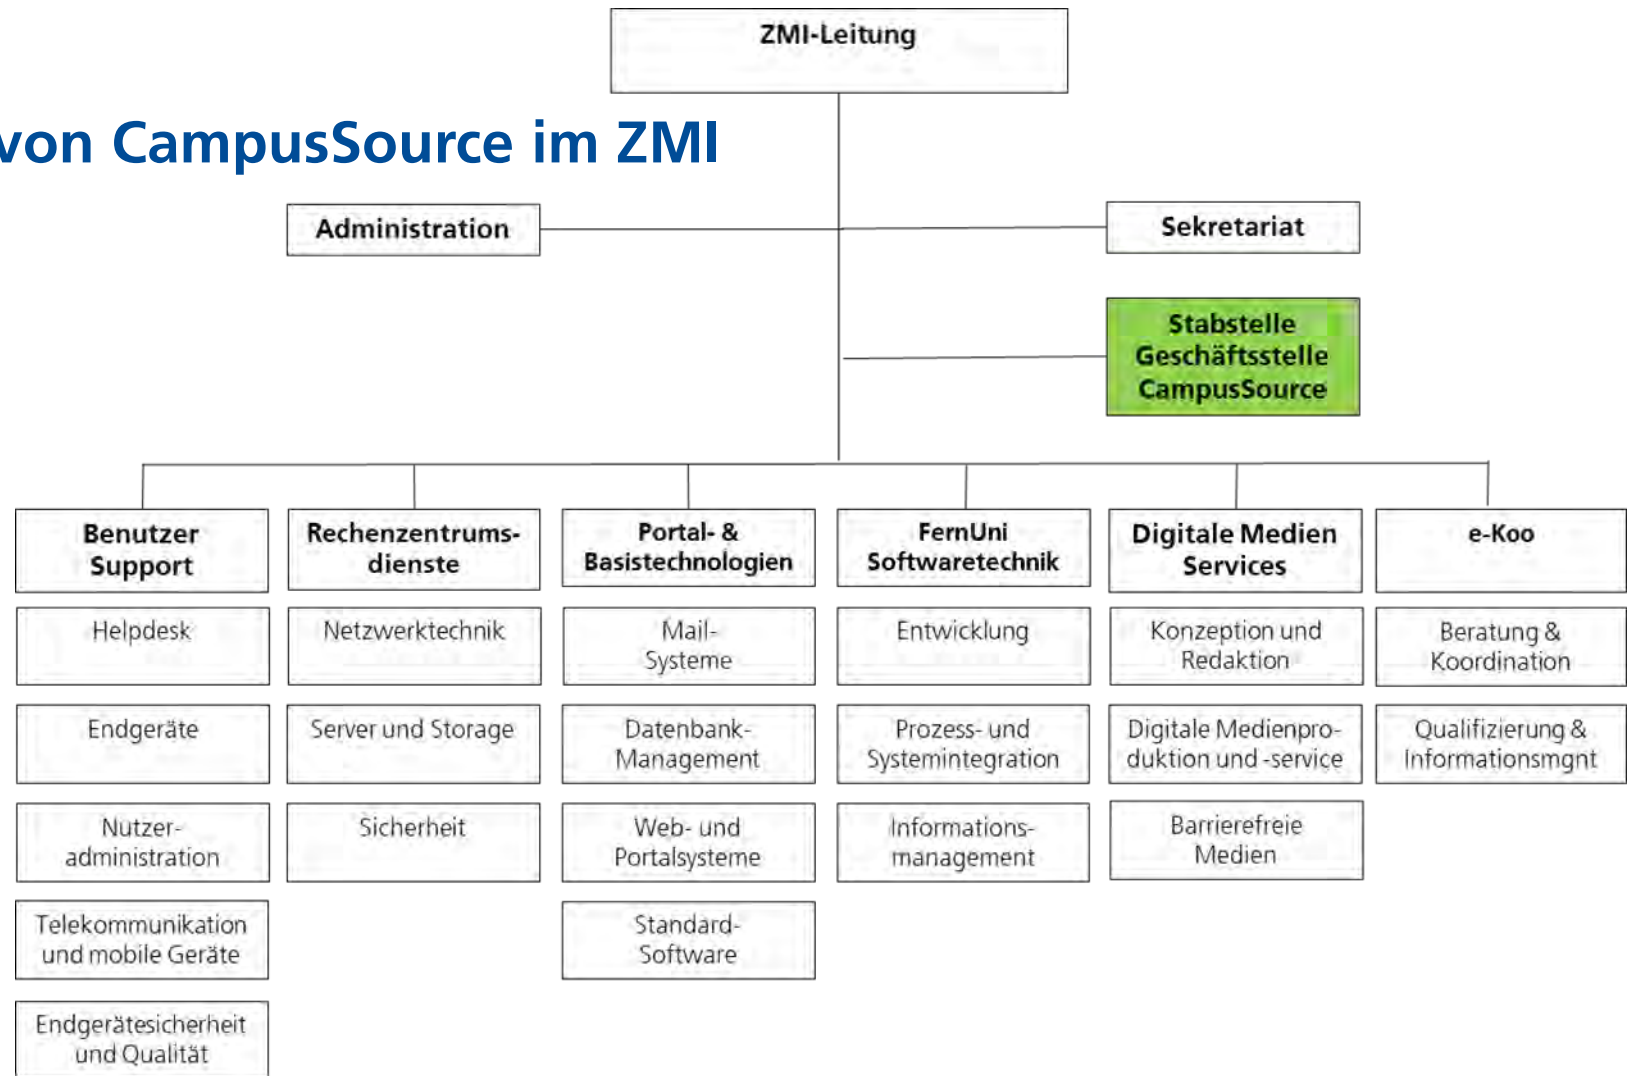 ZMI-Leitung
von CampusSource im ZMI
Administration
Sekretariat
Stabstelle
Geschäftsstelle
CampusSource
Benutzer
Support
Rechenzentrums-
dienste
Portal- &
Basistechnologien
FernUni
Softwaretechnik
Digitale Medien
Services
e-Koo
Helpdesk
Netzwerktechnik
Mail-
Systeme
Entwicklung
Konzeption und
Redaktion
Beratung &
Koordination
Endgeräte
Server und Storage
Datenbank-
Management
Prozess- und
Systemintegration
Digitale Medienpro-
duktion und -service
Qualifizierung &
Informationsmgnt
Nutzer-
administration
Sicherheit
Web- und
Portalsysteme
Informations-
management
Barrierefreie
Medien
Telekommunikation
und mobile Geräte
Standard-
Software
Endgerätesicherheit
und Qualität